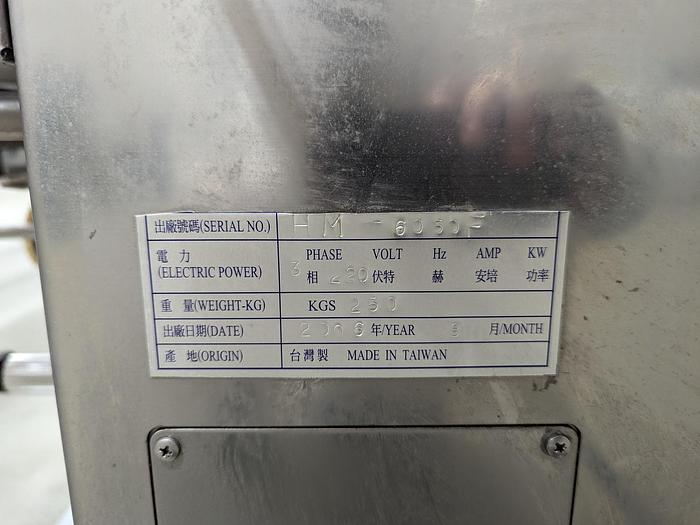 出廠號碼(SERIAL NO.) HM-6050F
電 力 PHASE VOLT Hz AMP KW
(ELECTRIC POWER) 3 相 220 伏特 赫 安培 功率
重 量(WEIGHT-KG) KGS 230
出廠日期(DATE) 年/YEAR 月/MONTH
產 地(ORIGIN) 台灣製 MADE IN TAIWAN